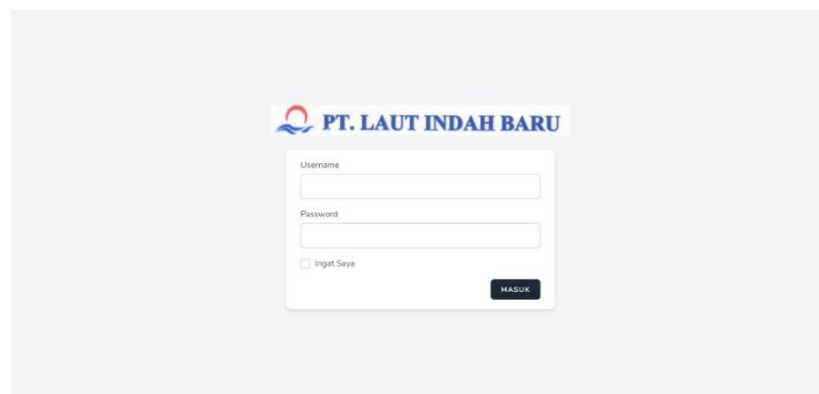 PT. LAUT INDAH BARU
Username
Password
Ingat Saya
MASUK